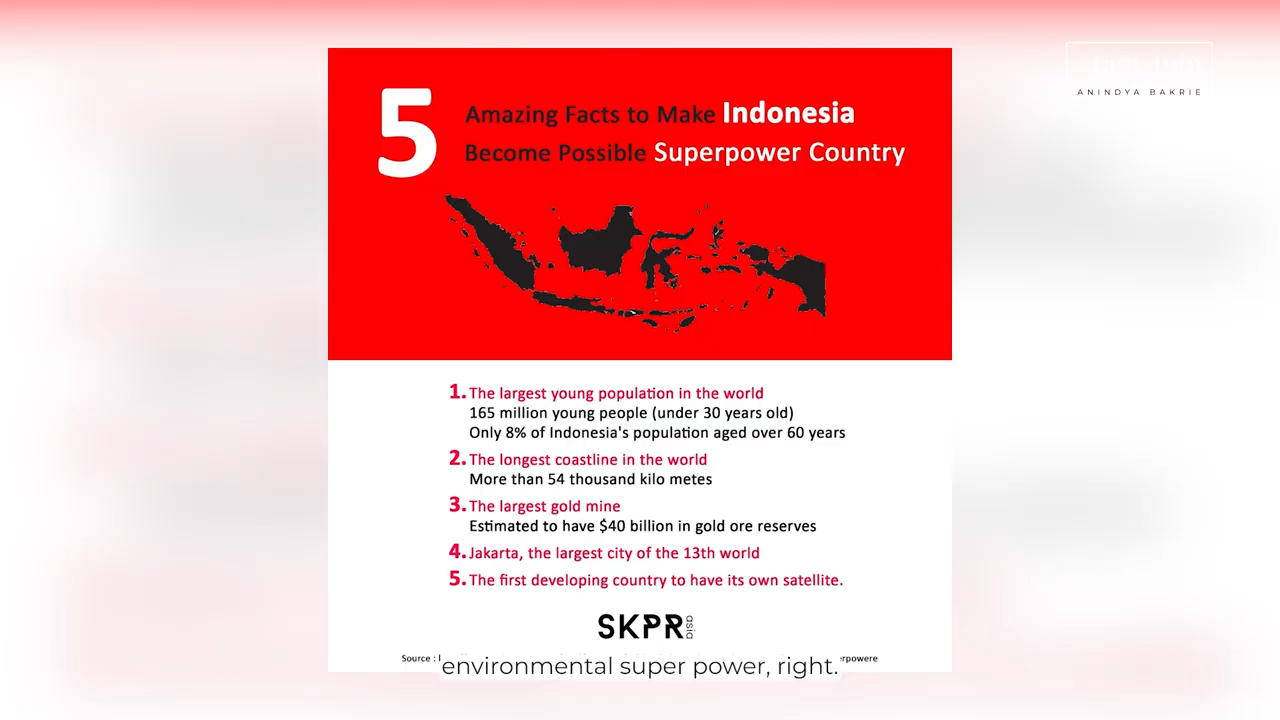 ANINDYA BAKRIE
5
Amazing Facts to Make Indonesia
Become Possible Superpower Country
1. The largest young population in the world
165 million young people (under 30 years old)
Only 8% of Indonesia's population aged over 60 years
2. The longest coastline in the world
More than 54 thousand kilo metes
3. The largest gold mine
Estimated to have $40 billion in gold ore reserves
4. Jakarta, the largest city of the 13th world
5. The first developing country to have its own satellite.
SKPR asia
Source :
environmental super power, right.